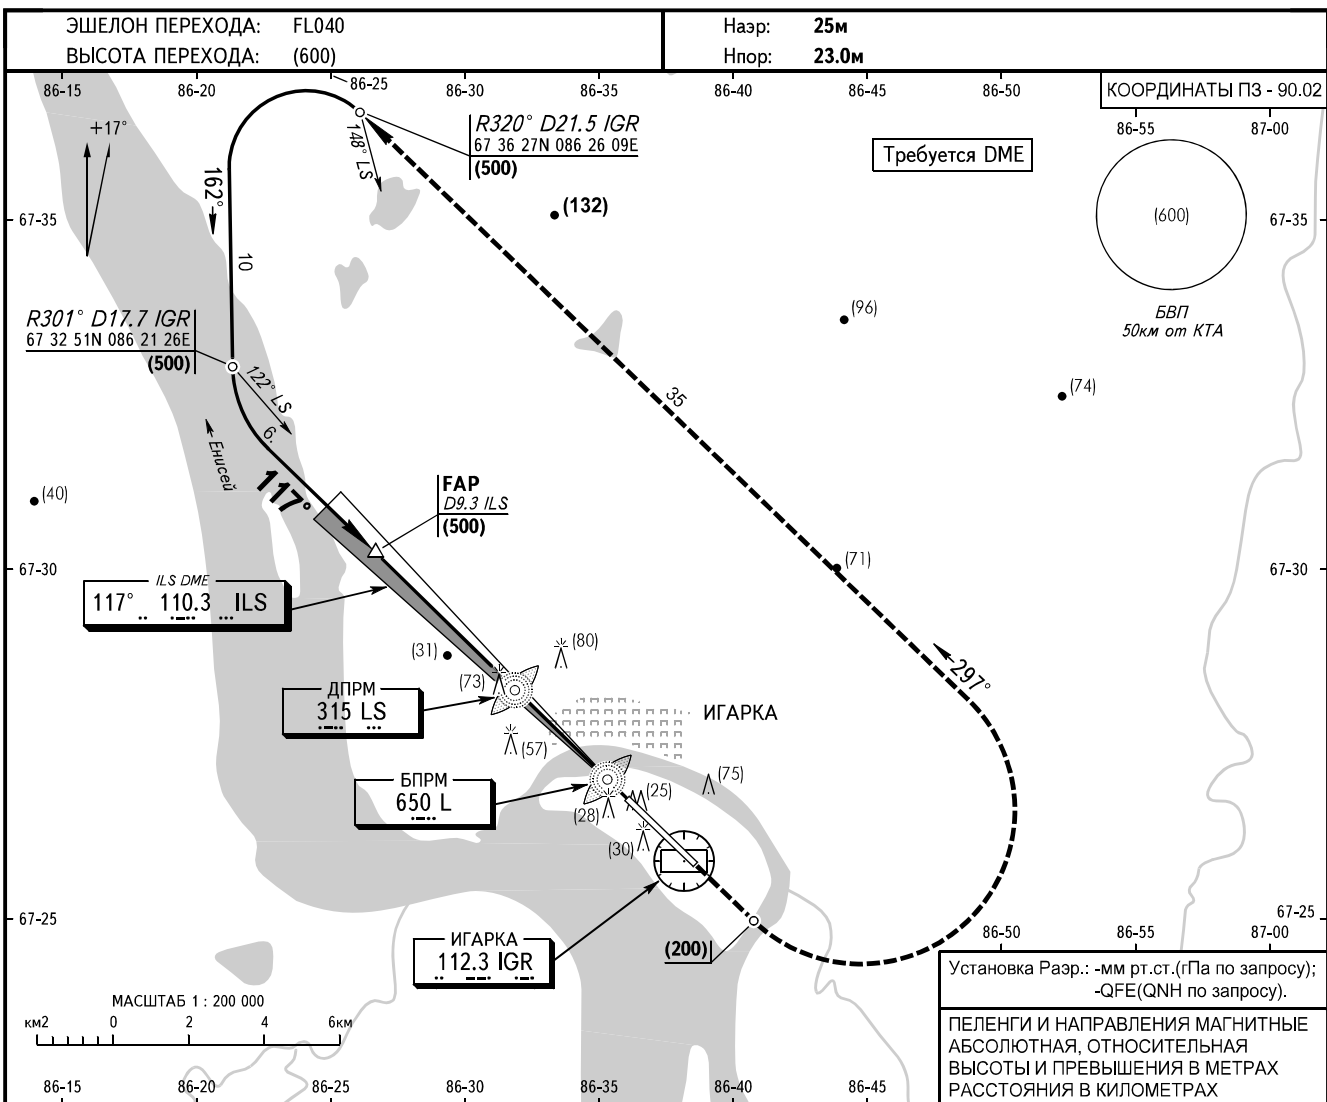 ЭШЕЛОН ПЕРЕХОДА: FL040
ВЫСОТА ПЕРЕХОДА: (600)
Наэр: 25м
Нпор: 23.0м
86-15 86-20 86-25 86-30 86-35 86-40 86-45 86-50
КООРДИНАТЫ ПЗ - 90.02
86-55 87-00
+17°
R320° D21.5 IGR
67 36 27N 086 26 09E
(500)
148° LS
Требуется DME
162°
67-35
(132)
(600)
67-35
10
БВП
50км от КТА
(96)
R301° D17.7 IGR
67 32 51N 086 21 26E
(500)
122° LS
35
(74)
6.
Енисей
117°
(40)
FAP
D9.3 ILS
(500)
67-30
(71)
67-30
ILS DME
117° 110.3 ILS
(31)
(80)
(73)
297°
ДПРМ
315 LS
ИГАРКА
(57)
БПРМ
650 L
(75)
(25)
(28)
(30)
67-25
67-25
(200)
ИГАРКА
112.3 IGR
86-50 86-55 87-00
Установка Раэр.: -мм рт.ст.(гПа по запросу);
-QFE(QNH по запросу).
МАСШТАБ 1 : 200 000
км2 0 2 4 6км
ПЕЛЕНГИ И НАПРАВЛЕНИЯ МАГНИТНЫЕ
АБСОЛЮТНАЯ, ОТНОСИТЕЛЬНАЯ
ВЫСОТЫ И ПРЕВЫШЕНИЯ В МЕТРАХ
РАССТОЯНИЯ В КИЛОМЕТРАХ
86-15 86-20 86-25 86-30 86-35 86-40 86-45